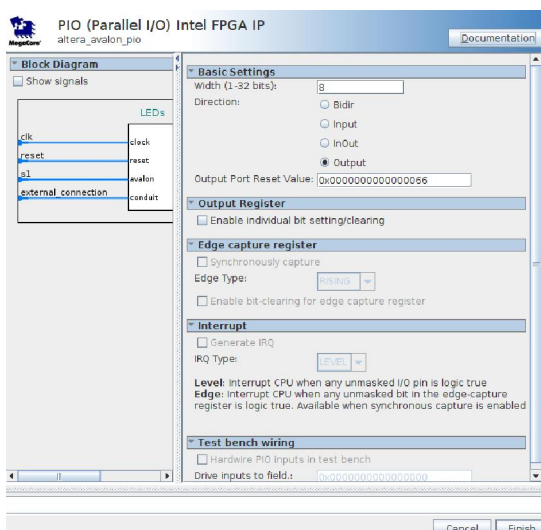 PIO (Parallel I/O) Intel FPGA IP
MegaCore'
altera_avalon_pio
Documentation
Block Diagram
Show signals
LEDs
clk
clock
reset
reset
s1
avalon
external_connection
conduit
Basic Settings
Width (1-32 bits): 8
Direction:
Bidir
Input
InOut
Output
Output Port Reset Value: 0x0000000000000066
Output Register
Enable individual bit setting/clearing
Edge capture register
Synchronously capture
Edge Type: RISING
Enable bit-clearing for edge capture register
Interrupt
Generate IRQ
IRQ Type: LEVEL
Level: Interrupt CPU when any unmasked I/O pin is logic true
Edge: Interrupt CPU when any unmasked bit in the edge-capture
register is logic true. Available when synchronous capture is enabled
Test bench wiring
Hardwire PIO inputs in test bench
Drive inputs to field.: 0x0000000000000000
Cancel Finish